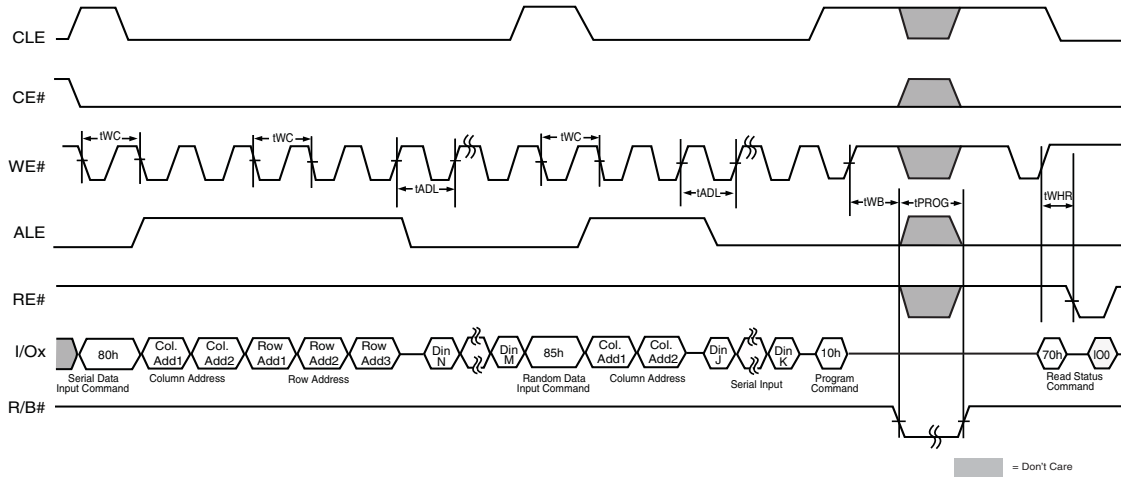 CLE
CE#
tWC
tWC
tWC
WE#
tADL
tADL
tWB
tPROG
tWHR
ALE
RE#
I/Ox
80h
Col.
Add1
Col.
Add2
Row
Add1
Row
Add2
Row
Add3
Din
N
Din
M
85h
Col.
Add1
Col.
Add2
Din
J
Din
K
10h
70h
IO0
Serial Data
Input Command
Column Address
Row Address
Random Data
Input Command
Column Address
Serial Input
Program
Command
Read Status
Command
R/B#
= Don't Care